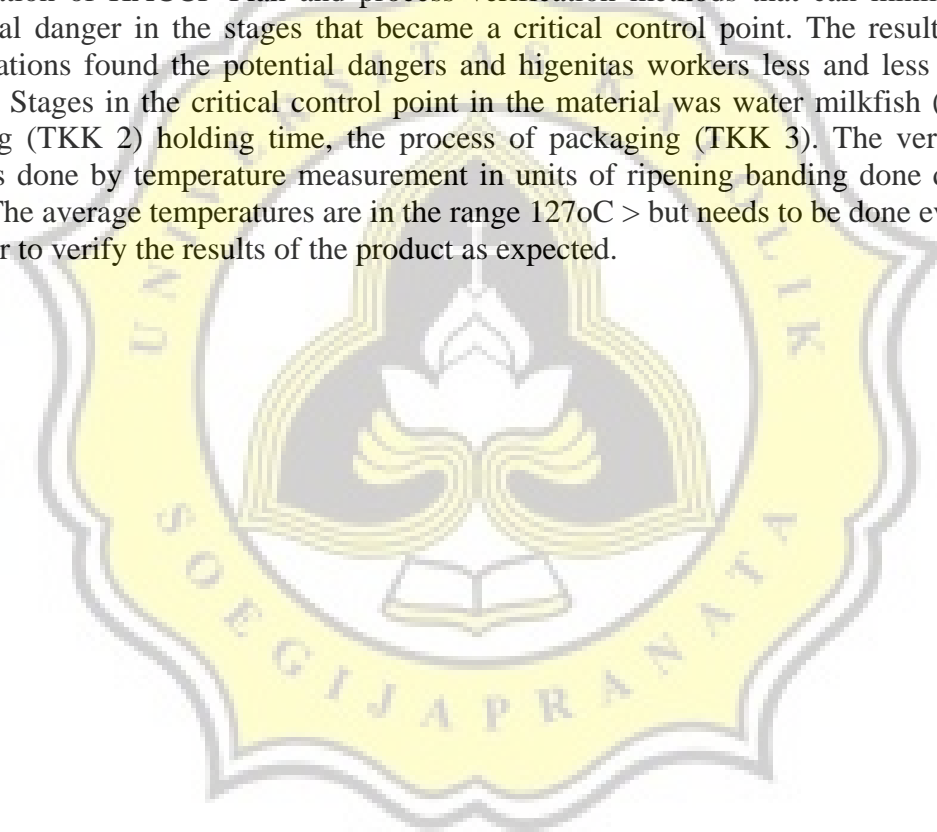 ation of HACCP Plan and process verification methods that can minim
al danger in the stages that became a critical control point. The result
ations found the potential dangers and higenitas workers less and less
Stages in the critical control point in the material was water milkfish (
g (TKK 2) holding time, the process of packaging (TKK 3). The ver
s done by temperature measurement in units of ripening banding done
The average temperatures are in the range 127oC > but needs to be done ev
r to verify the results of the product as expected.
UNIVERSITAS KATOLIK
SOEGIJAPRANATA